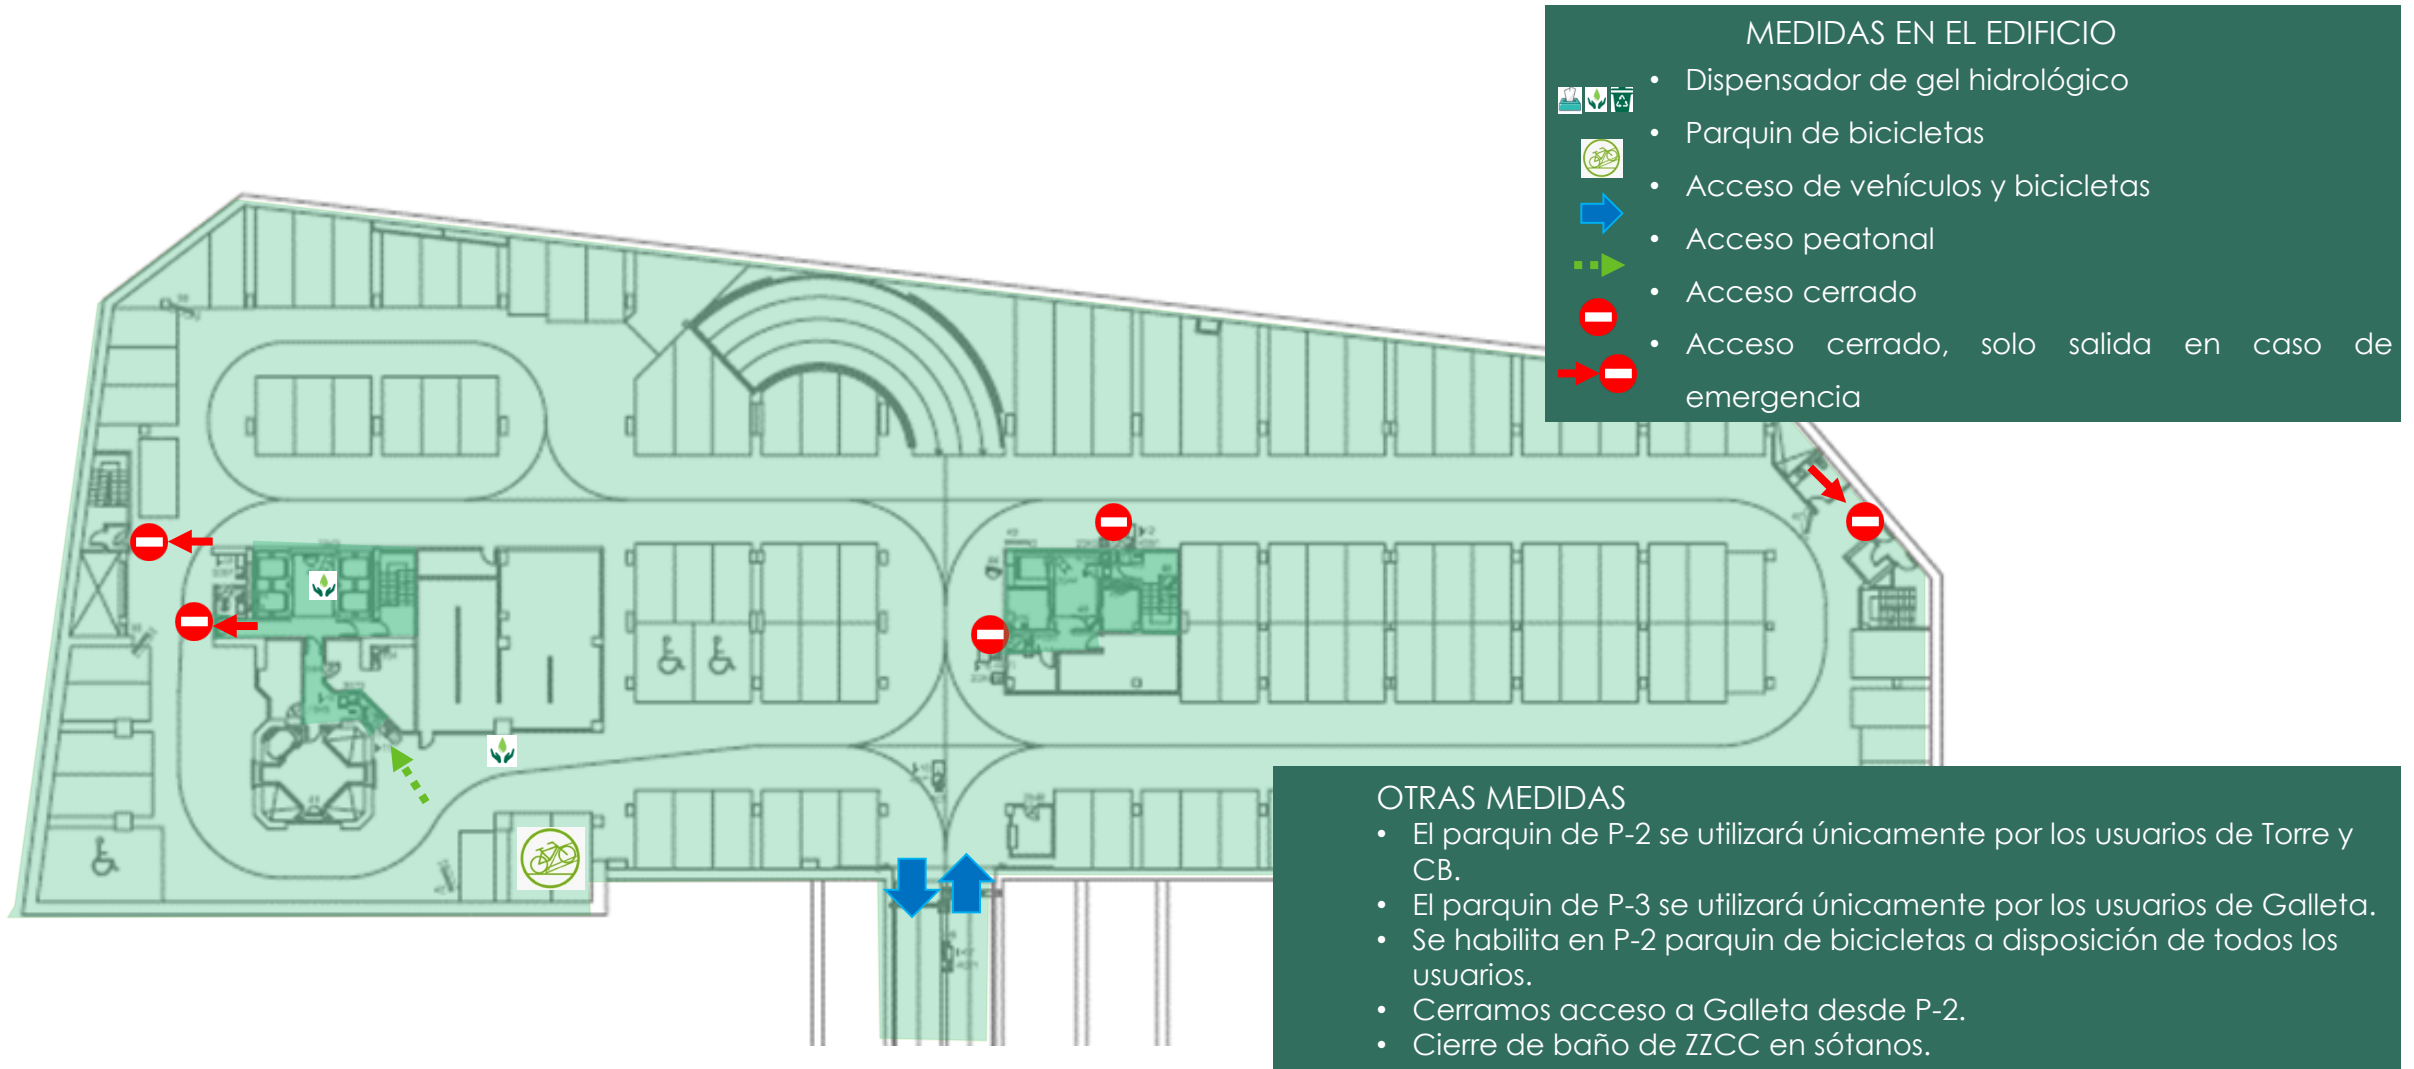 MEDIDAS EN EL EDIFICIO
• Dispensador de gel hidrológico
• Parquin de bicicletas
• Acceso de vehículos y bicicletas
• Acceso peatonal
• Acceso cerrado
• Acceso cerrado, solo salida en caso de
emergencia
OTRAS MEDIDAS
• El parquin de P-2 se utilizará únicamente por los usuarios de Torre y
CB.
• El parquin de P-3 se utilizará únicamente por los usuarios de Galleta.
• Se habilita en P-2 parquin de bicicletas a disposición de todos los
usuarios.
• Cerramos acceso a Galleta desde P-2.
• Cierre de baño de ZZCC en sótanos.